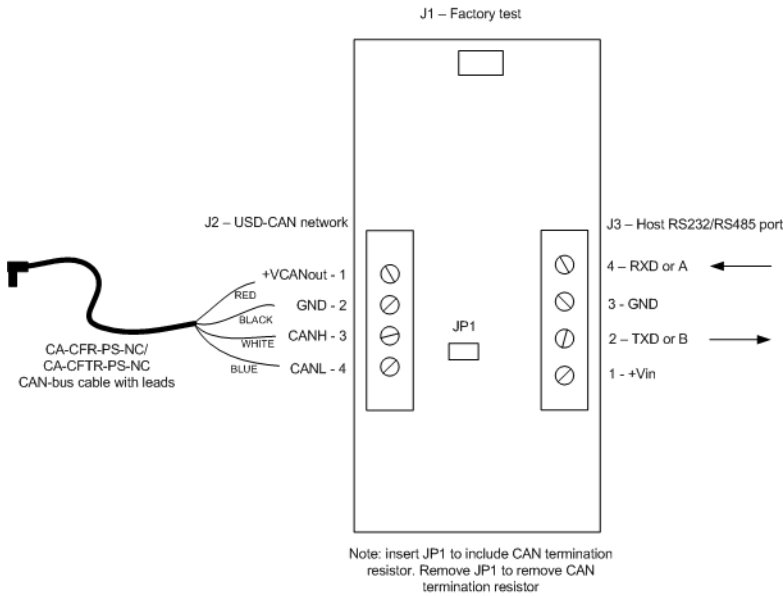 J1 – Factory test
J2 – USD-CAN network
J3 – Host RS232/RS485 port
+VCANout - 1
RED
GND - 2
BLACK
CANH - 3
WHITE
CANL - 4
BLUE
CA-CFR-PS-NC/
CA-CFTR-PS-NC
CAN-bus cable with leads
JP1
4 – RXD or A
3 - GND
2 – TXD or B
1 - +Vin
Note: insert JP1 to include CAN termination
resistor. Remove JP1 to remove CAN
termination resistor